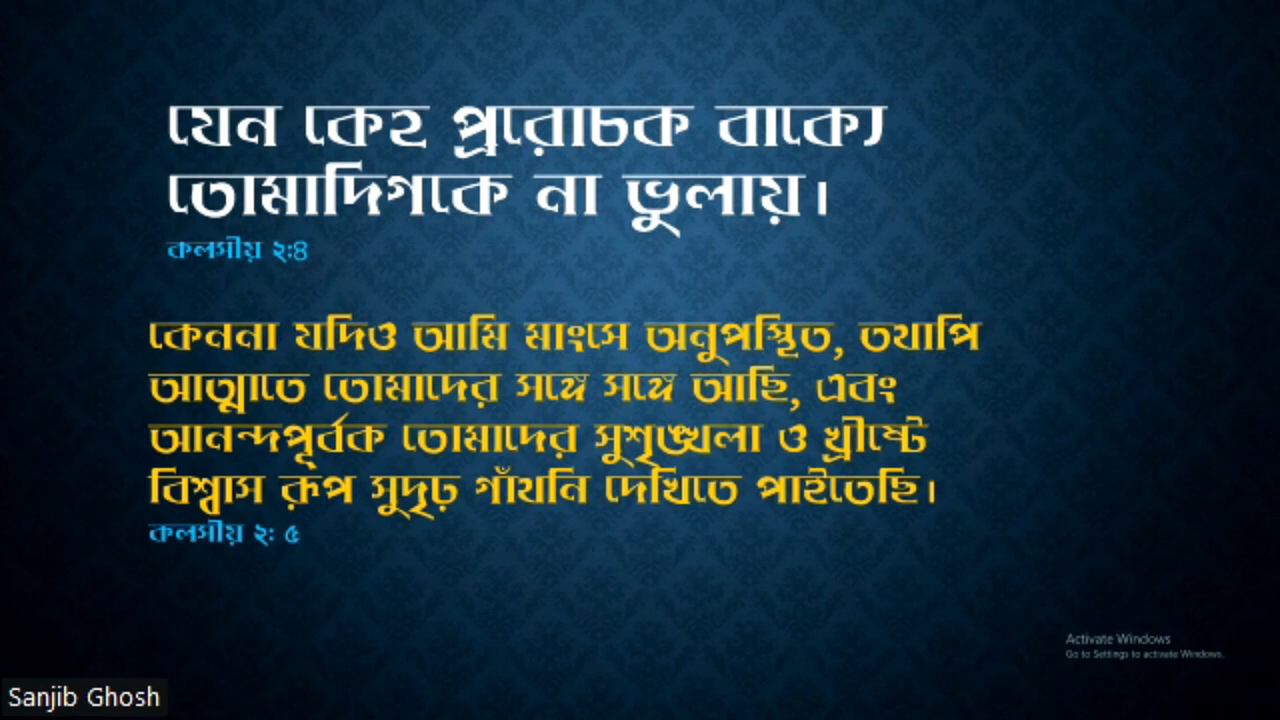 যেন কেহ প্ররোচক বাক্যে
তোমাদিগকে না ভুলায়।
কলসীয় ২:৪
কেননা যদিও আমি মাংসে অনুপস্থিত, তথাপি
আত্মাতে তোমাদের সঙ্গে সঙ্গে আছি, এবং
আনন্দপূর্বক তোমাদের সুশৃঙ্খলা ও খ্রীষ্টে
বিশ্বাস রূপ সুদৃঢ় গাঁথনি দেখিতে পাইতেছি।
কলসীয় ২: ৫
Activate Windows
Go to Settings to activate Windows.
Sanjib Ghosh